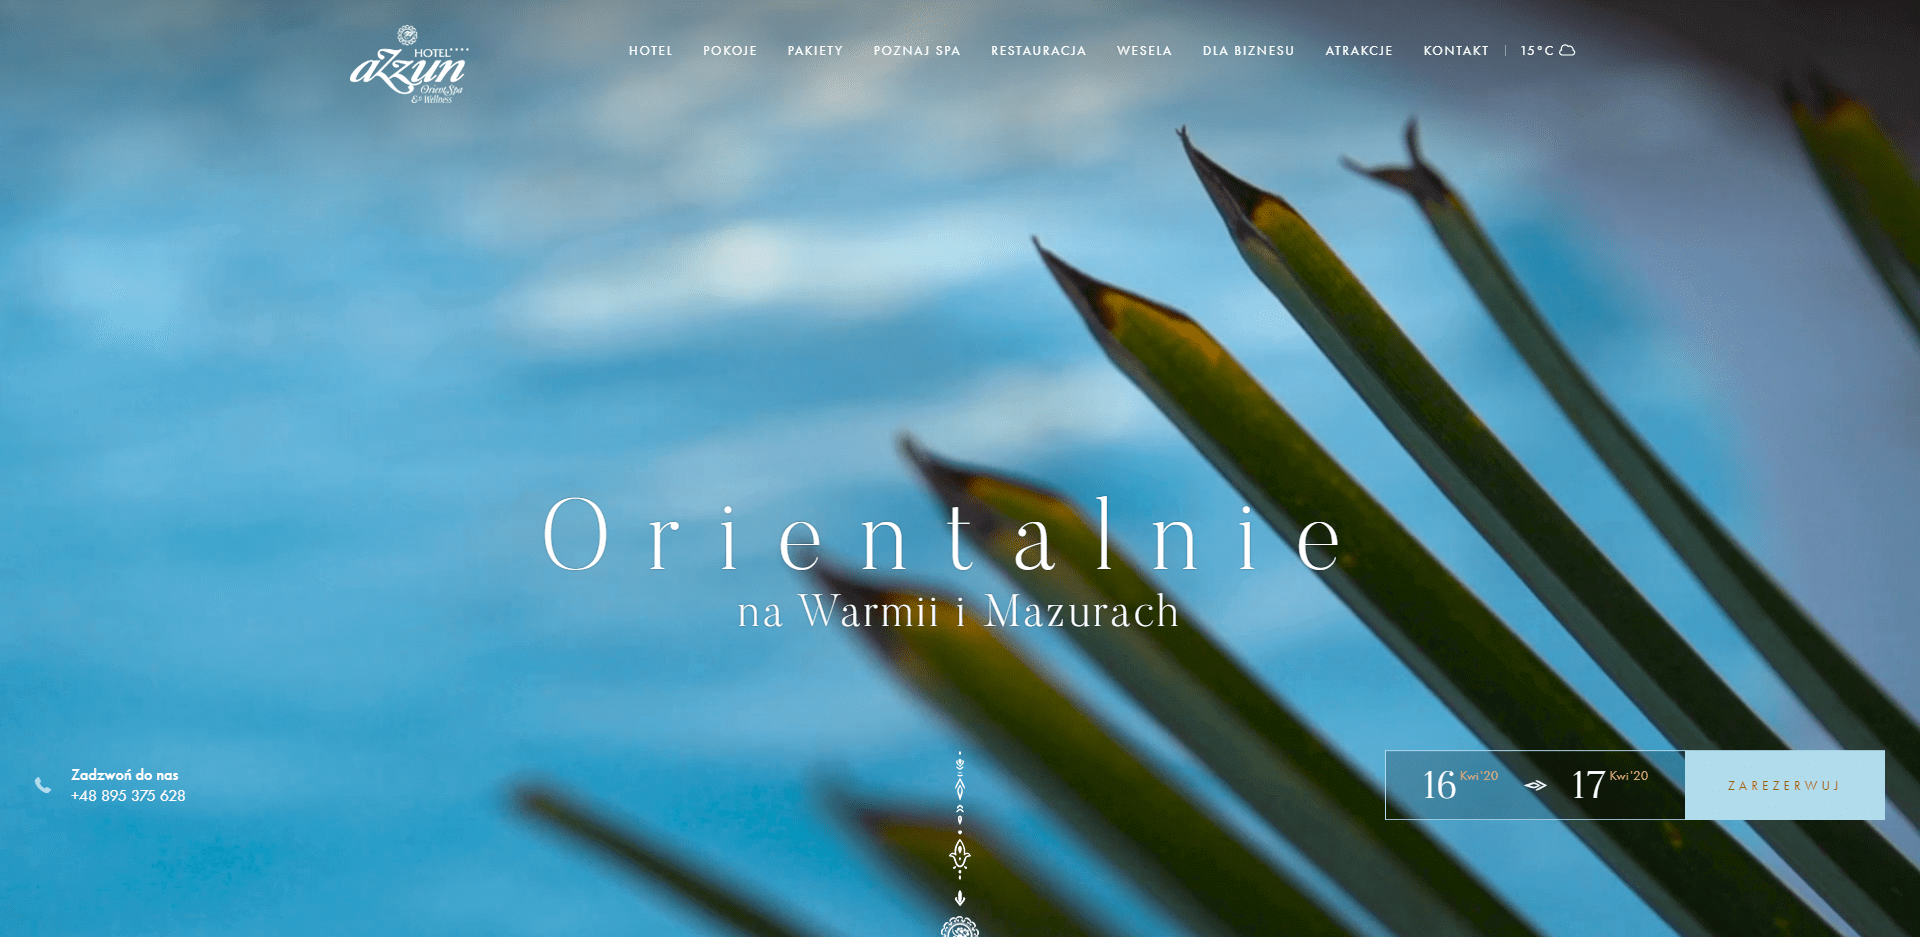 HOTEL****
azzun
Orient Spa
& Wellness
HOTEL POKOJE PAKIETY POZNAJ SPA RESTAURACJA WESELA DLA BIZNESU ATRAKCJE KONTAKT | 15°C
Orientalnie
na Warmii i Mazurach
Zadzwoń do nas
+48 895 375 628
16 Kwi'20 17 Kwi'20 ZAREZERWUJ